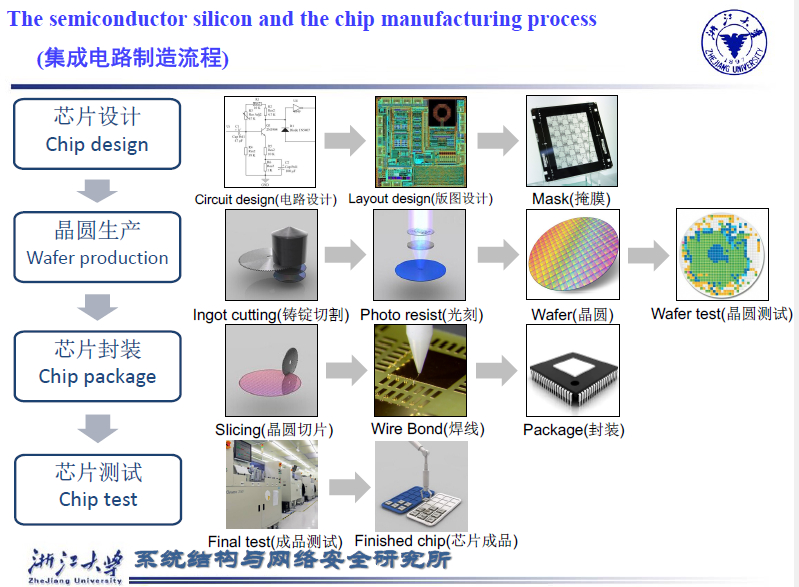 The semiconductor silicon and the chip manufacturing process
(集成电路制造流程)
ZHEJIANG UNIVERSITY
1897
芯片设计
Chip design
Circuit design(电路设计)
Layout design(版图设计)
Mask(掩膜)
晶圆生产
Wafer production
Ingot cutting(铸锭切割)
Photo resist(光刻)
Wafer(晶圆)
Wafer test(晶圆测试)
芯片封装
Chip package
Slicing(晶圆切片)
Wire Bond(焊线)
Package(封装)
芯片测试
Chip test
Final test(成品测试)
Finished chip(芯片成品)
浙江大学
ZheJiang University
系统结构与网络安全研究所